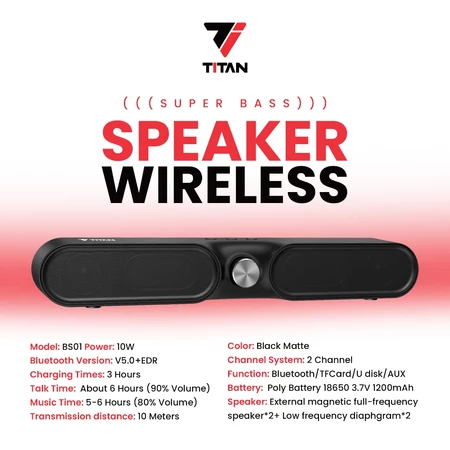 TITAN
(((SUPER BASS)))
SPEAKER
WIRELESS
TITAN
Model: BS01 Power: 10W
Bluetooth Version: V5.0+EDR
Charging Times: 3 Hours
Talk Time: About 6 Hours (90% Volume)
Music Time: 5-6 Hours (80% Volume)
Transmission distance: 10 Meters
Color: Black Matte
Channel System: 2 Channel
Function: Bluetooth/TFCard/U disk/AUX
Battery: Poly Battery 18650 3.7V 1200mAh
Speaker: External magnetic full-frequency
speaker*2+ Low frequency diaphgram*2